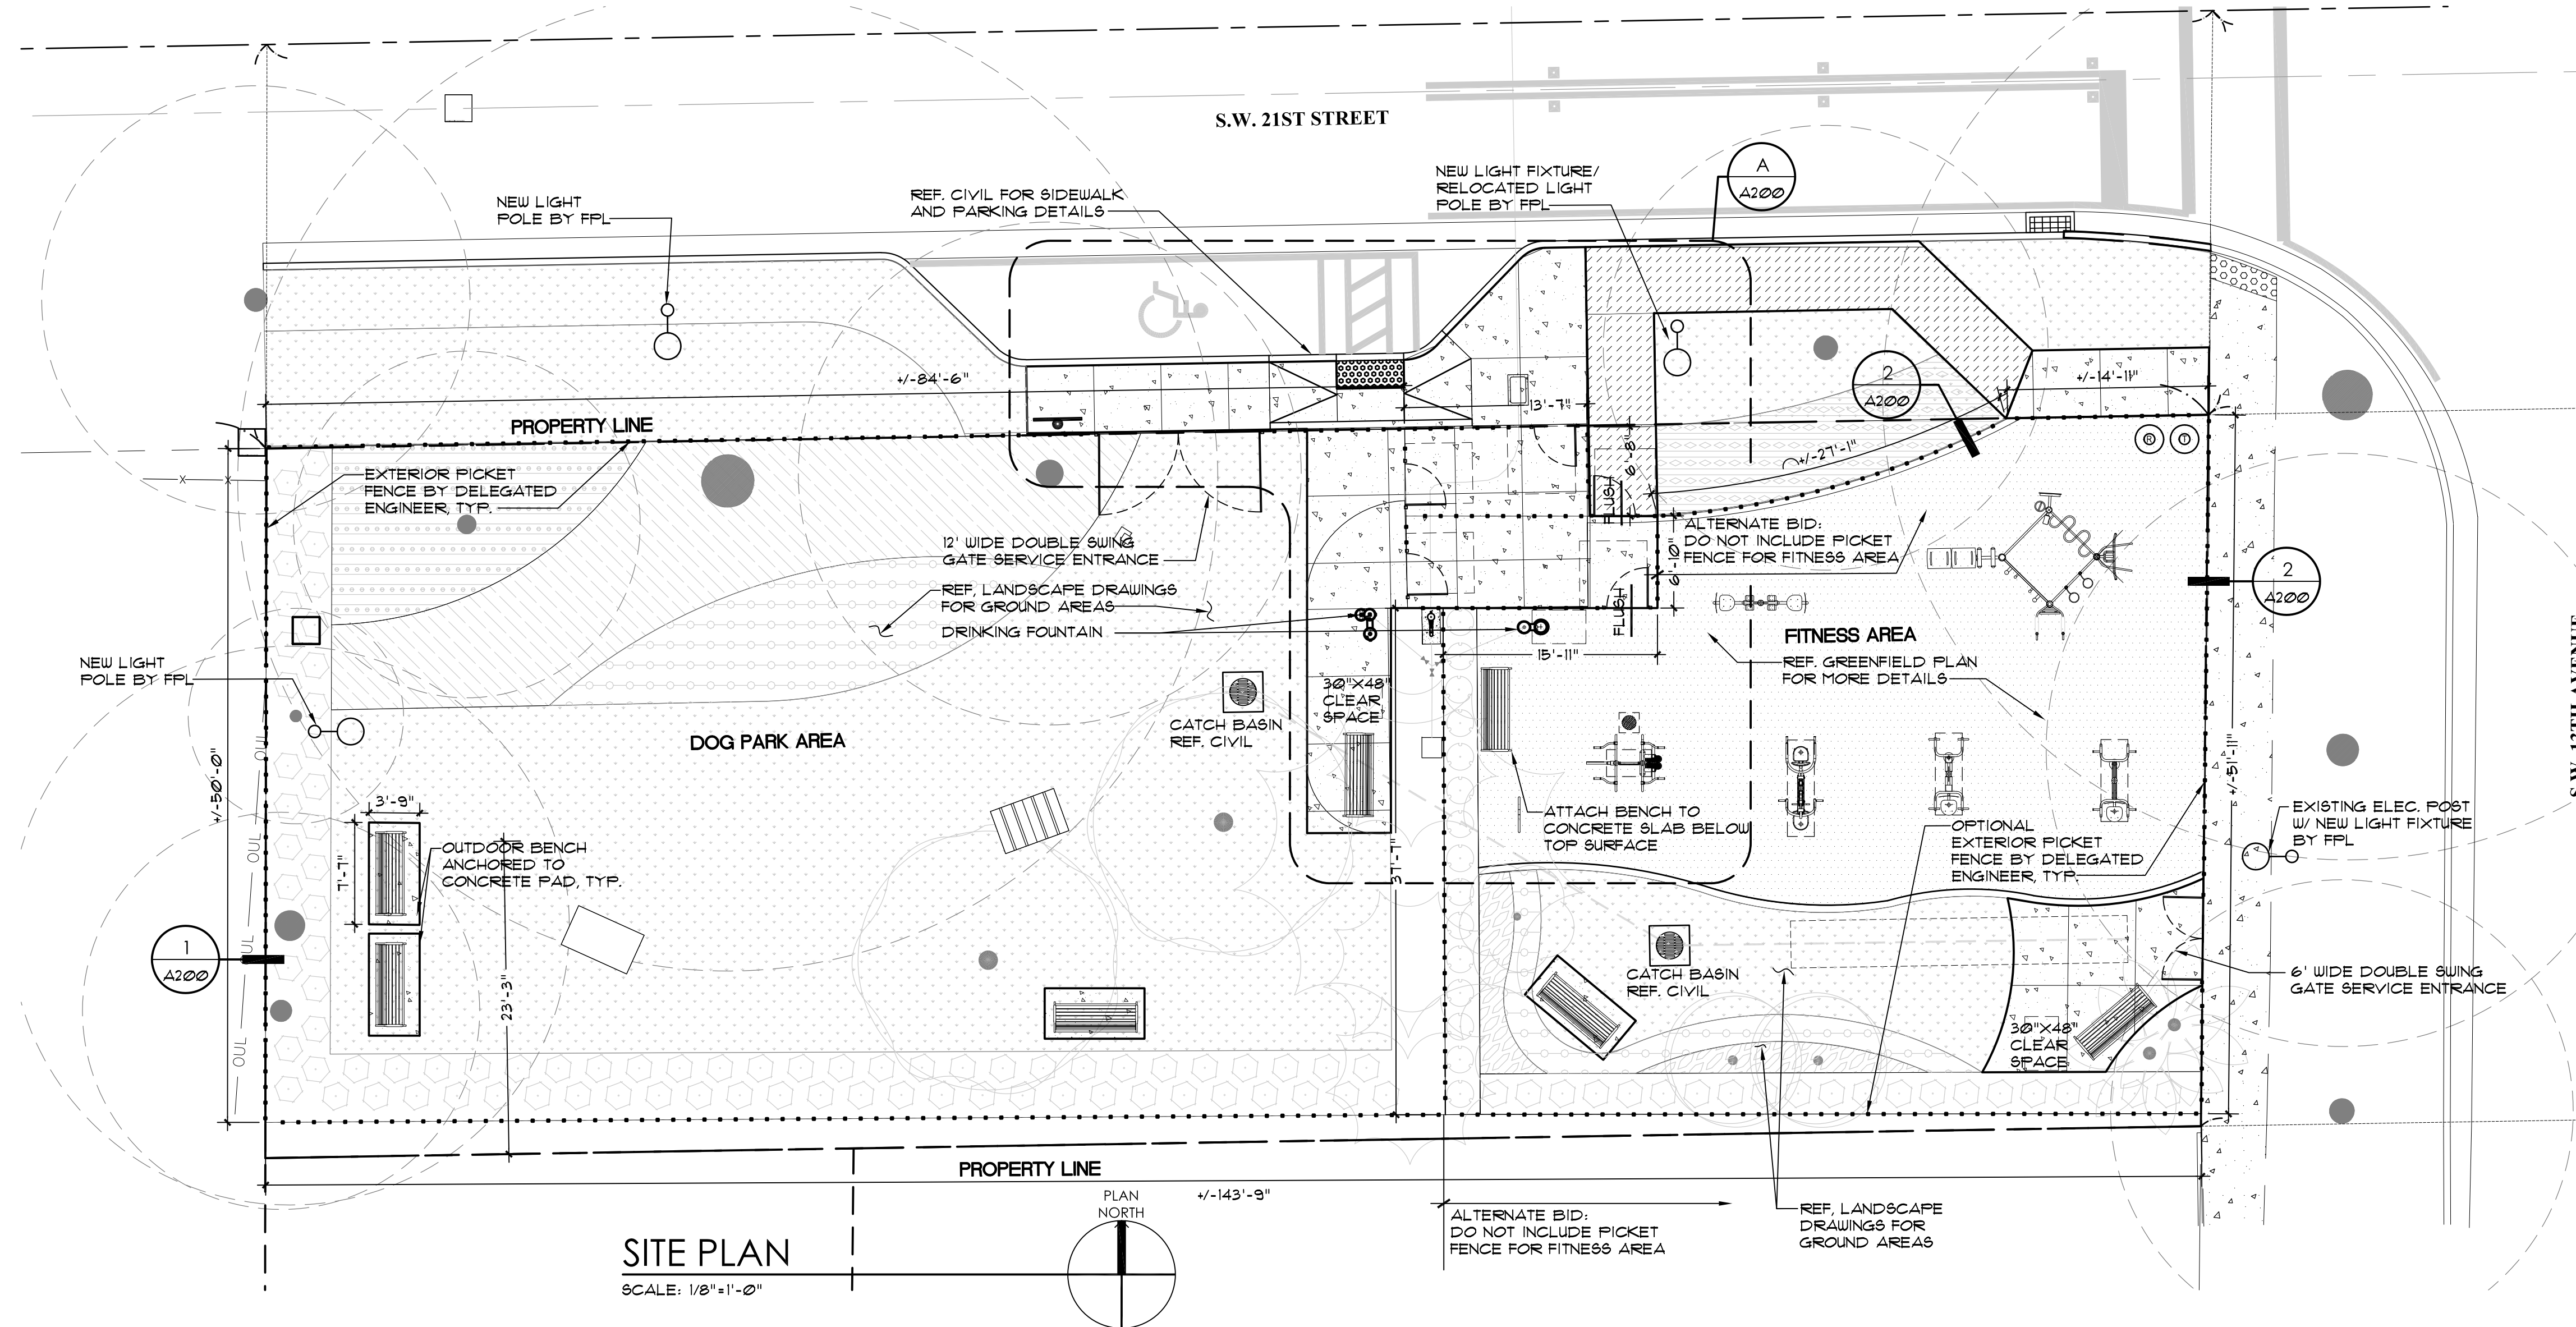 S.W. 21ST STREET
NEW LIGHT
POLE BY FPL
REF. CIVIL FOR SIDEWALK
AND PARKING DETAILS
NEW LIGHT FIXTURE/
RELOCATED LIGHT
POLE BY FPL
A
A200
2
A200
+/-84'-6"
13'-7"
+/-14'-11"
PROPERTY LINE
EXTERIOR PICKET
FENCE BY DELEGATED
ENGINEER, TYP.
X
X
6'-8"
+/-27'-1"
R
T
FLUSH
12' WIDE DOUBLE SWING
GATE SERVICE ENTRANCE
ALTERNATE BID:
DO NOT INCLUDE PICKET
FENCE FOR FITNESS AREA
6'-10"
2
A200
REF, LANDSCAPE DRAWINGS
FOR GROUND AREAS
DRINKING FOUNTAIN
FLUSH
15'-11"
FITNESS AREA
REF. GREENFIELD PLAN
FOR MORE DETAILS
NEW LIGHT
POLE BY FPL
30"X48"
CLEAR
SPACE
CATCH BASIN
REF. CIVIL
DOG PARK AREA
OUL
OUL
OUL
OUL
+/-50'-0"
+/-51'-11"
3'-9"
7'-7"
OUTDOOR BENCH
ANCHORED TO
CONCRETE PAD, TYP.
ATTACH BENCH TO
CONCRETE SLAB BELOW
TOP SURFACE
OPTIONAL
EXTERIOR PICKET
FENCE BY DELEGATED
ENGINEER, TYP.
EXISTING ELEC. POST
W/ NEW LIGHT FIXTURE
BY FPL
37'-7"
1
A200
23'-3"
CATCH BASIN
REF. CIVIL
6' WIDE DOUBLE SWING
GATE SERVICE ENTRANCE
30"X48"
CLEAR
SPACE
PROPERTY LINE
+/-143'-9"
PLAN
NORTH
ALTERNATE BID:
DO NOT INCLUDE PICKET
FENCE FOR FITNESS AREA
REF, LANDSCAPE
DRAWINGS FOR
GROUND AREAS
SITE PLAN
SCALE: 1/8"=1'-0"